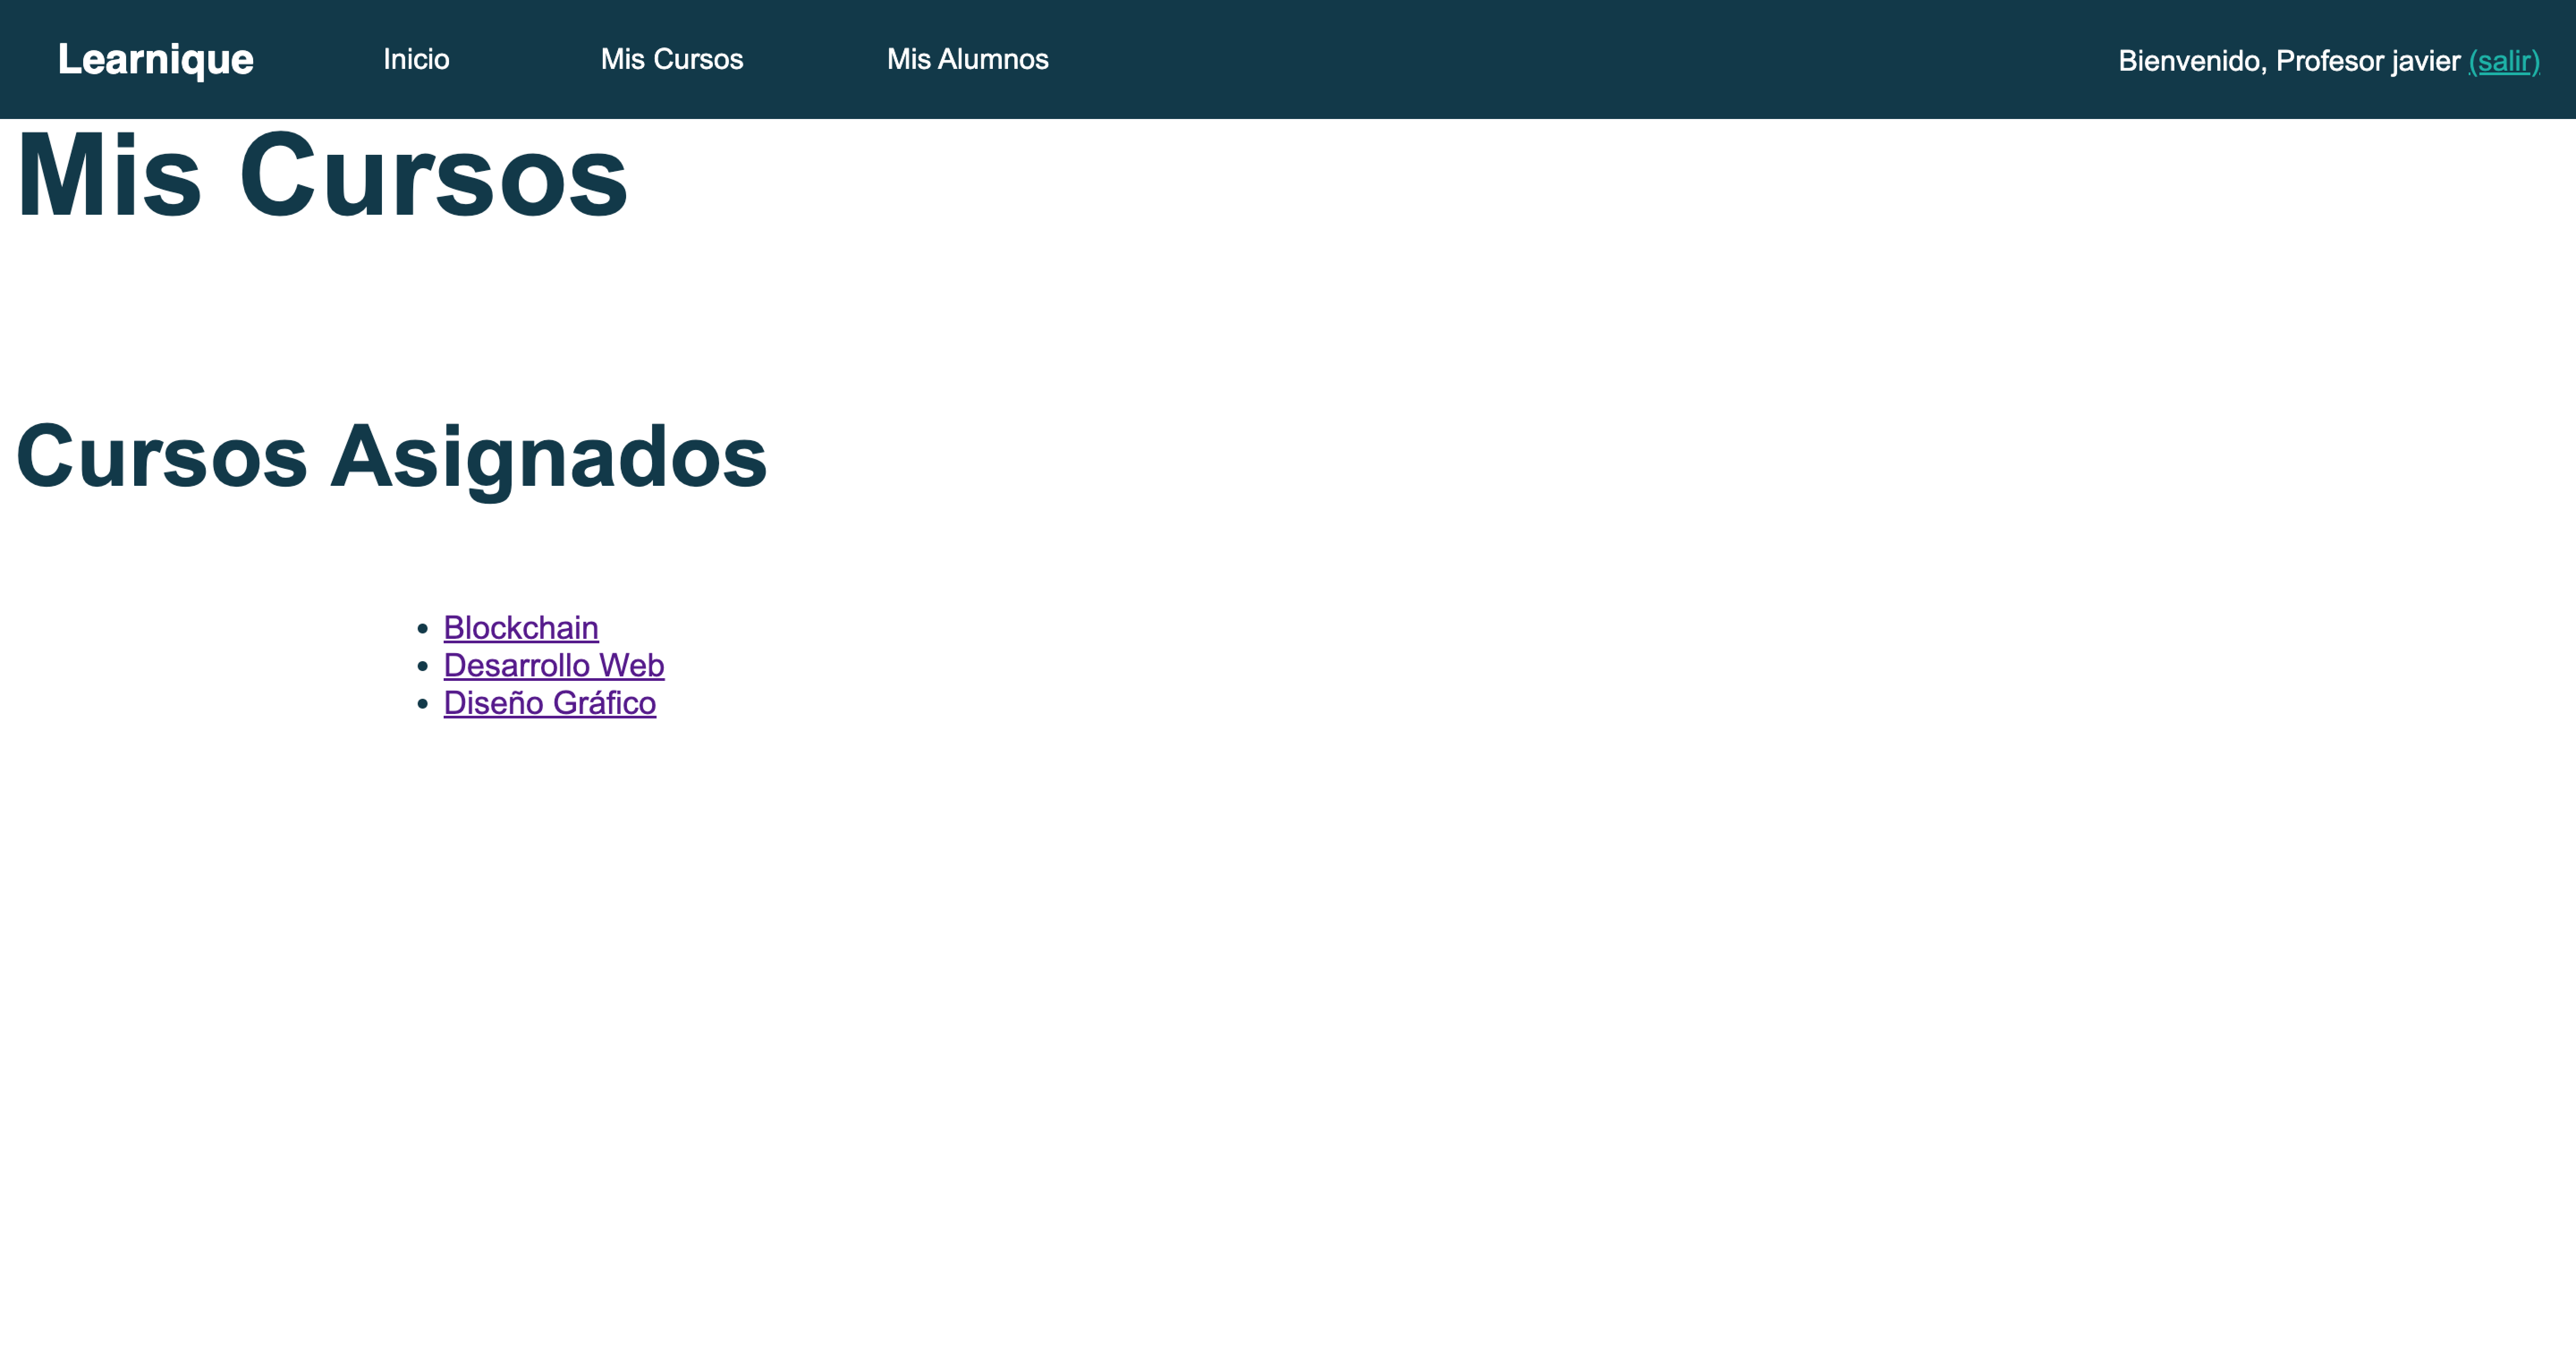 Learnique Inicio Mis Cursos Mis Alumnos Bienvenido, Profesor javier (salir)
Mis Cursos
Cursos Asignados
• Blockchain
• Desarrollo Web
• Diseño Gráfico